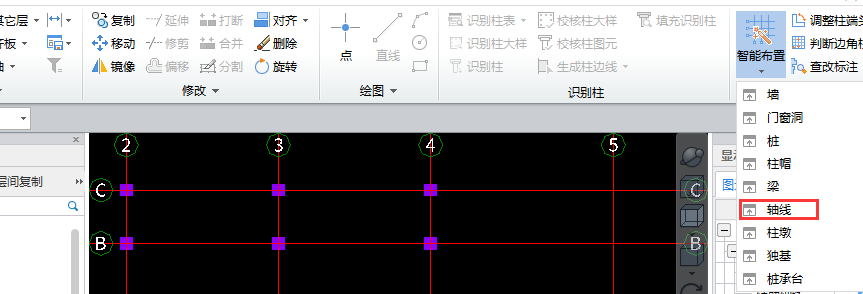 其它层 复制 延伸 打断 对齐 识别柱表 校核柱大样 填充识别柱 调整柱端头
移动 修剪 合并 删除 点 直线 识别柱大样 校核柱图元 智能布置 判断边角柱
镜像 偏移 分割 旋转 识别柱 生成柱边线 查改标注
修改 绘图 识别柱
墙
门窗洞
桩
柱帽
梁
轴线
柱墩
独基
桩承台
层间复制
2 3 4 5
C C
B B